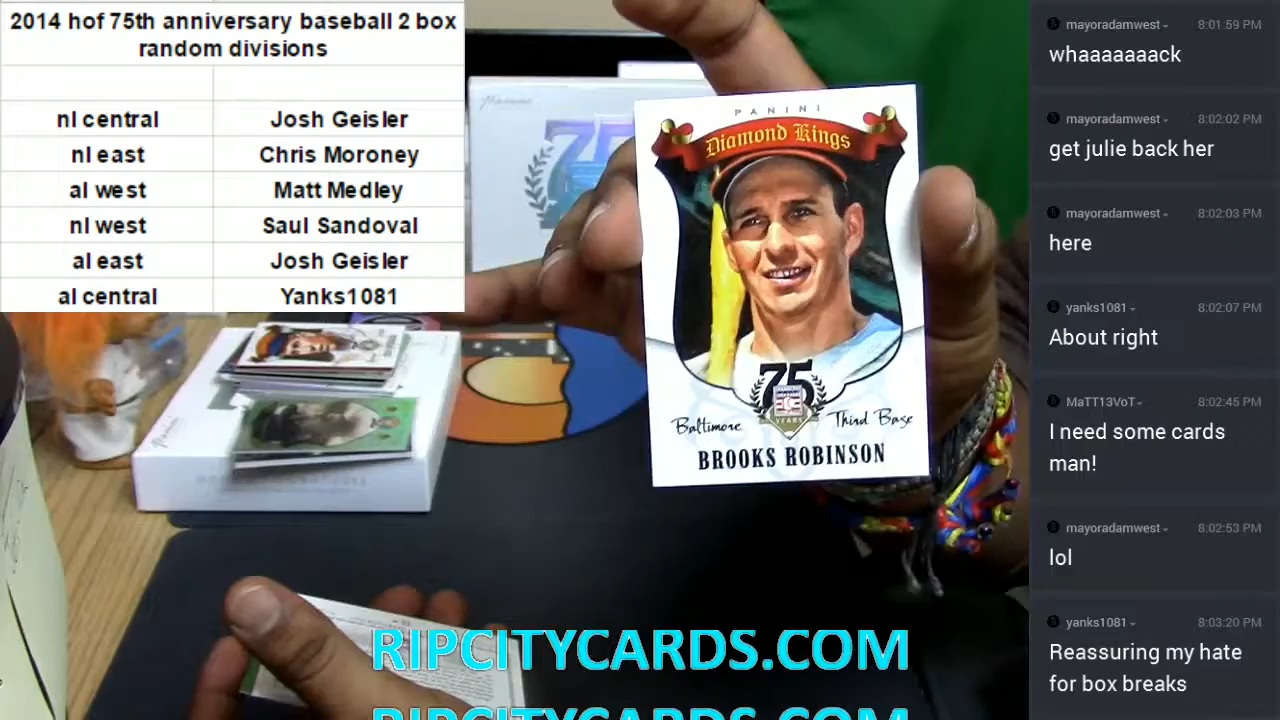 2014 hof 75th anniversary baseball 2 box
random divisions
nl central Josh Geisler
nl east Chris Moroney
al west Matt Medley
nl west Saul Sandoval
al east Josh Geisler
al central Yanks1081
PANINI
Diamond Kings
75
YEARS
Baltimore Third Base
BROOKS ROBINSON
75
RIPCITYCARDS.COM
RIPCITYCARDS.COM
mayoradamwest 8:01:59 PM
whaaaaaaack
mayoradamwest 8:02:02 PM
get julie back her
mayoradamwest 8:02:03 PM
here
yanks1081 8:02:07 PM
About right
MaTT13VoT 8:02:45 PM
I need some cards
man!
mayoradamwest 8:02:53 PM
lol
yanks1081 8:03:20 PM
Reassuring my hate
for box breaks